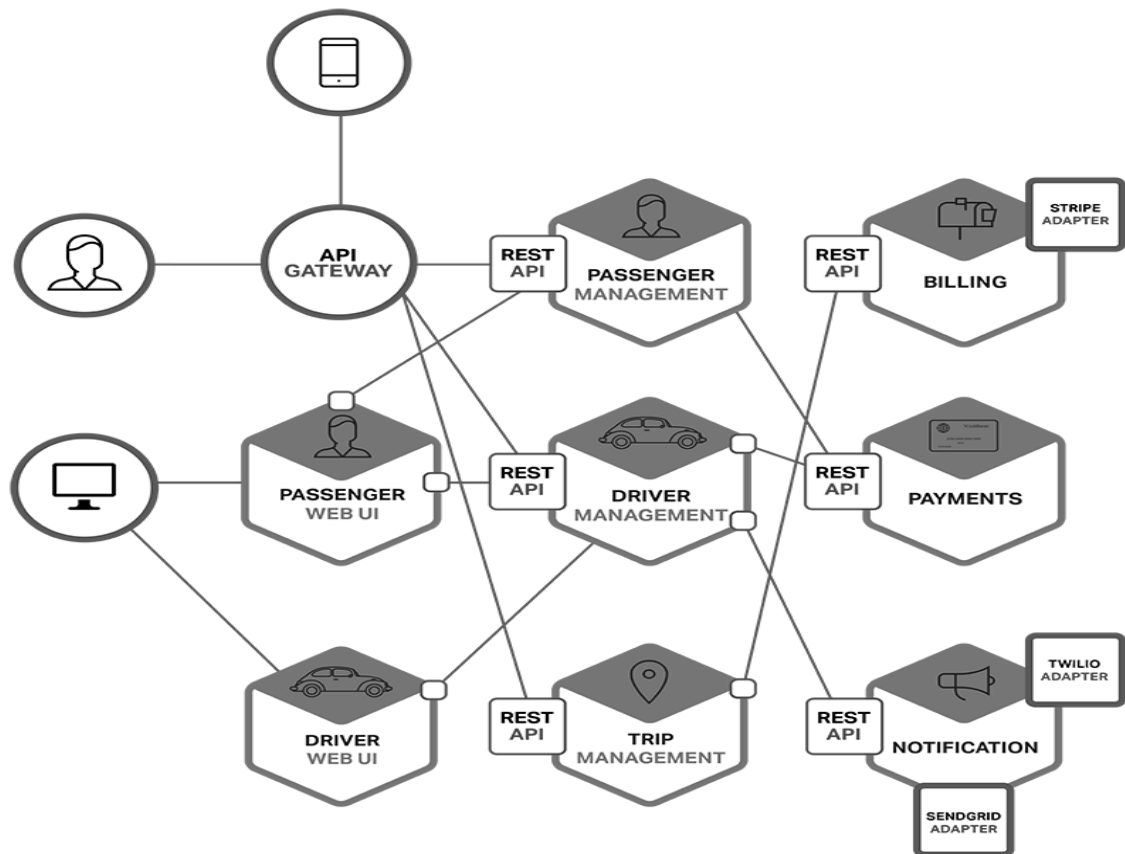 API
GATEWAY
REST
API
PASSENGER
MANAGEMENT
REST
API
BILLING
STRIPE
ADAPTER
PASSENGER
WEB UI
REST
API
DRIVER
MANAGEMENT
REST
API
PAYMENTS
DRIVER
WEB UI
REST
API
TRIP
MANAGEMENT
REST
API
NOTIFICATION
TWILIO
ADAPTER
SENDGRID
ADAPTER